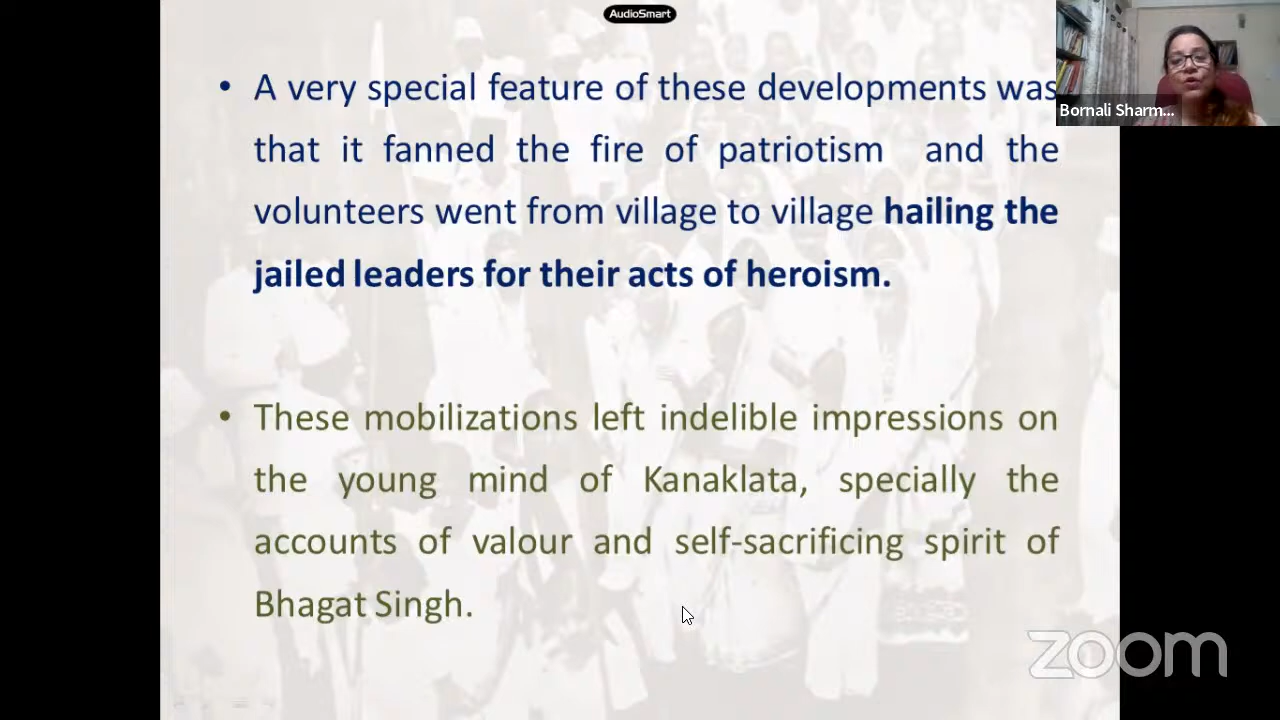 AudioSmart
• A very special feature of these developments was
that it fanned the fire of patriotism and the
volunteers went from village to village hailing the
jailed leaders for their acts of heroism.
• These mobilizations left indelible impressions on
the young mind of Kanaklata, specially the
accounts of valour and self-sacrificing spirit of
Bhagat Singh.
Bornali Sharm...
zoom